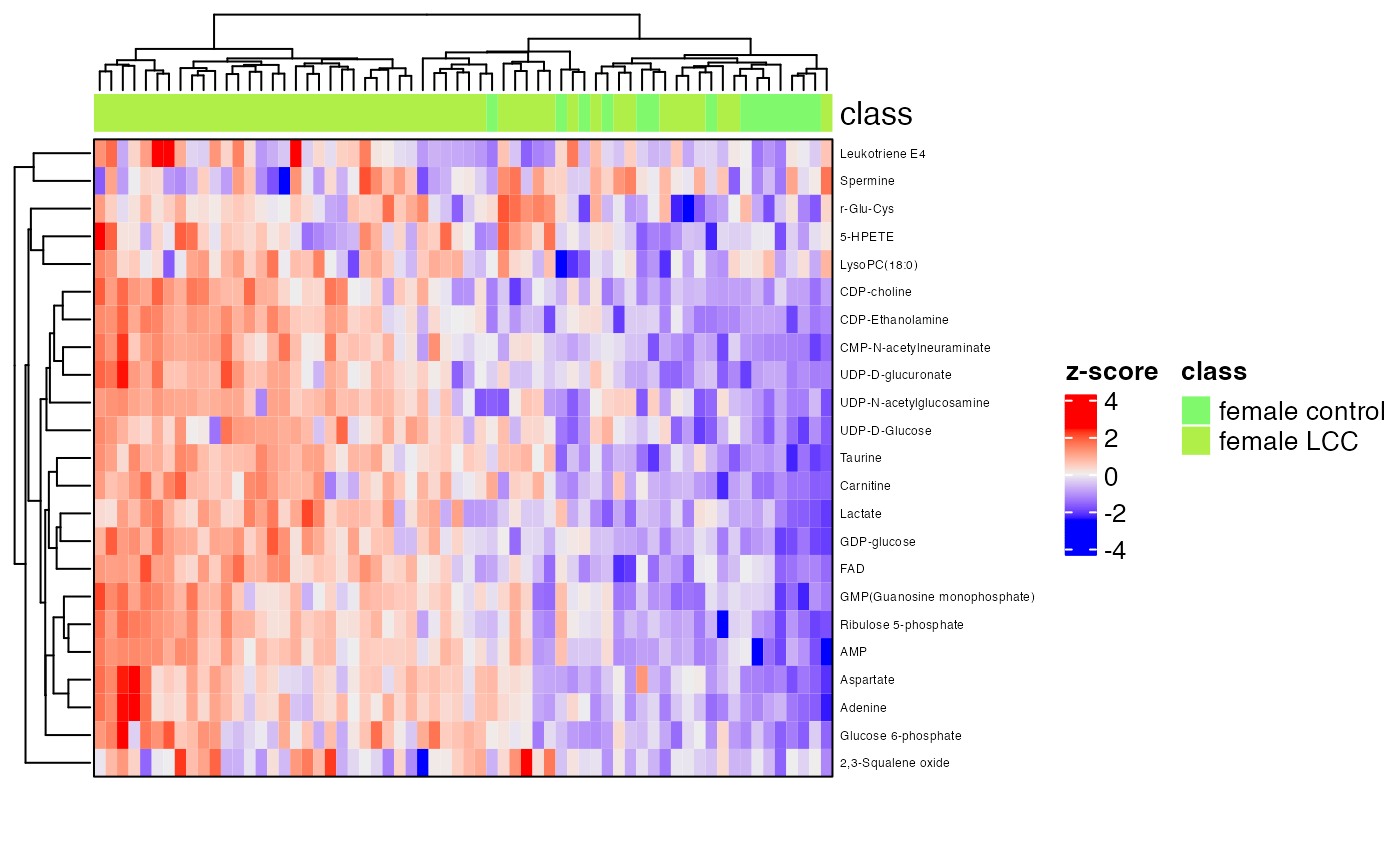 class
Leukotriene E4
Spermine
r-Glu-Cys
5-HPETE
LysoPC(18:0)
CDP-choline
CDP-Ethanolamine
CMP-N-acetylneuraminate
UDP-D-glucuronate
UDP-N-acetylglucosamine
UDP-D-Glucose
Taurine
Carnitine
Lactate
GDP-glucose
FAD
GMP(Guanosine monophosphate)
Ribulose 5-phosphate
AMP
Aspartate
Adenine
Glucose 6-phosphate
2,3-Squalene oxide
z-score
4
2
0
-2
-4
class
female control
female LCC